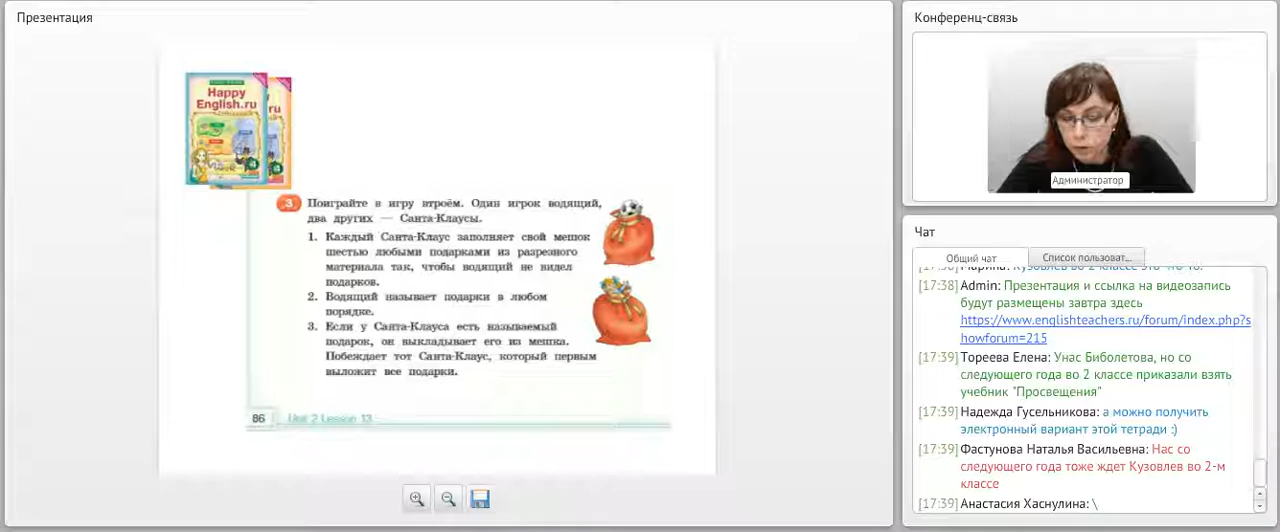 Презентация
Happy
English.ru
ru
3 Поиграйте в игру втроём. Один игрок водящий,
два других — Санта-Клаусы.
1. Каждый Санта-Клаус заполняет свой мешок
шестью любыми подарками из разрезного
материала так, чтобы водящий не видел
подарков.
2. Водящий называет подарки в любом
порядке.
3. Если у Санта-Клауса есть называемый
подарок, он выкладывает его из мешка.
Побеждает тот Санта-Клаус, который первым
выложит все подарки.
86 Unit 2 Lesson 13
Конференц-связь
Администратор
Чат
Общий чат Список пользоват...
Марина: Кузовлев во 2 классе это
[17:38] Admin: Презентация и ссылка на видеозапись
будут размещены завтра здесь
https://www.englishteachers.ru/forum/index.php?s
howforum=215
[17:39] Тореева Елена: Унас Биболетова, но со
следующего года во 2 классе приказали взять
учебник "Просвещения"
[17:39] Надежда Гусельникова: а можно получить
электронный вариант этой тетради :)
[17:39] Фастунова Наталья Васильевна: Нас со
следующего года тоже ждет Кузовлев во 2-м
классе
[17:39] Анастасия Хаснулина: \